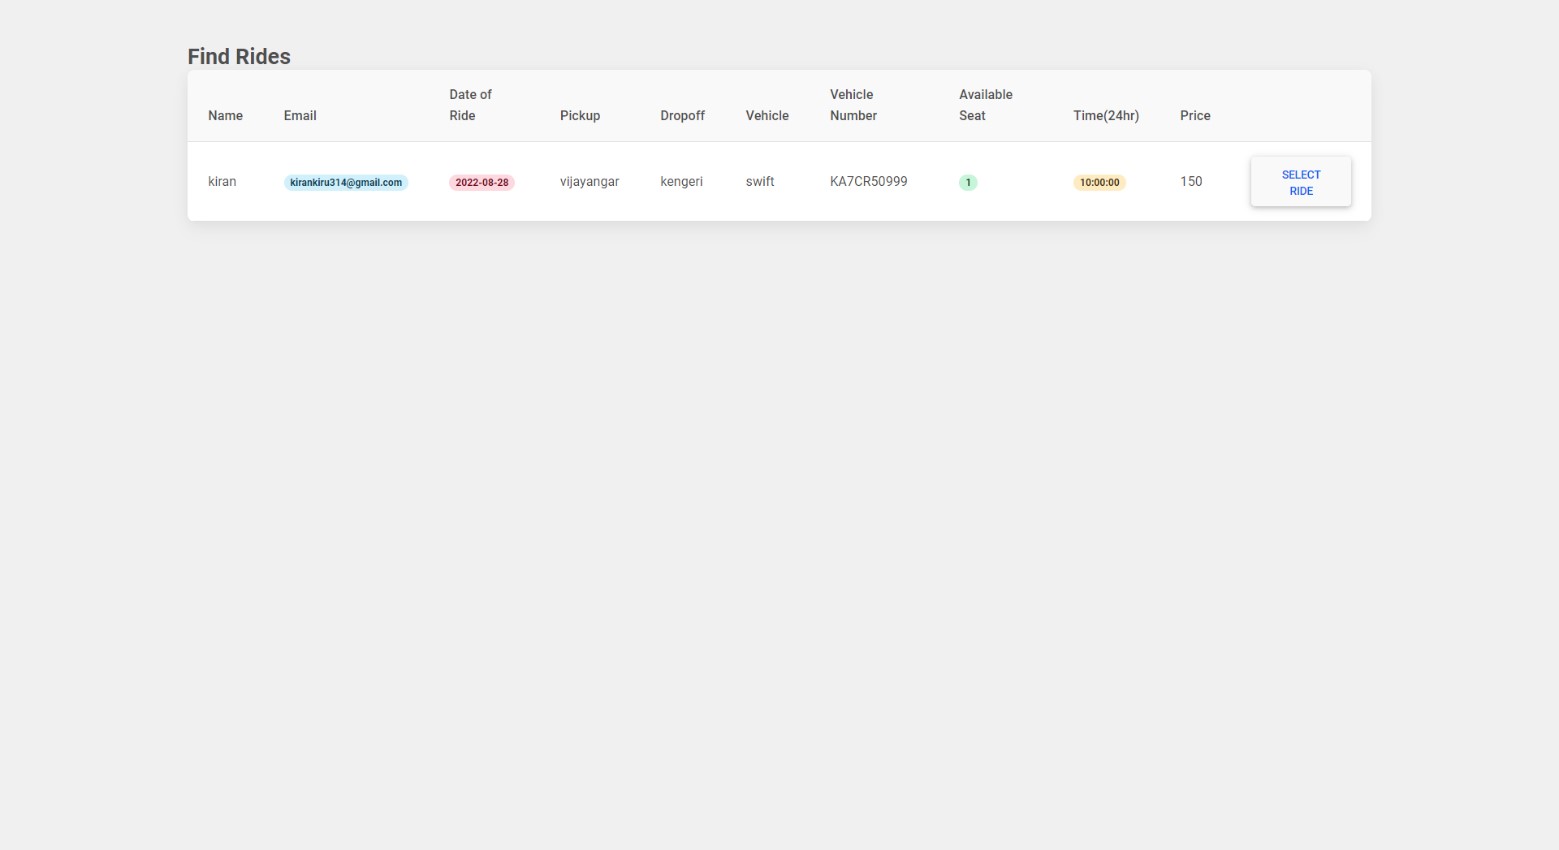 Find Rides
Name Email Date of Ride Pickup Dropoff Vehicle Vehicle Number Available Seat Time(24hr) Price
kiran kirankiru314@gmail.com 2022-08-28 vijayangar kengeri swift KA7CR50999 1 10:00:00 150 SELECT RIDE